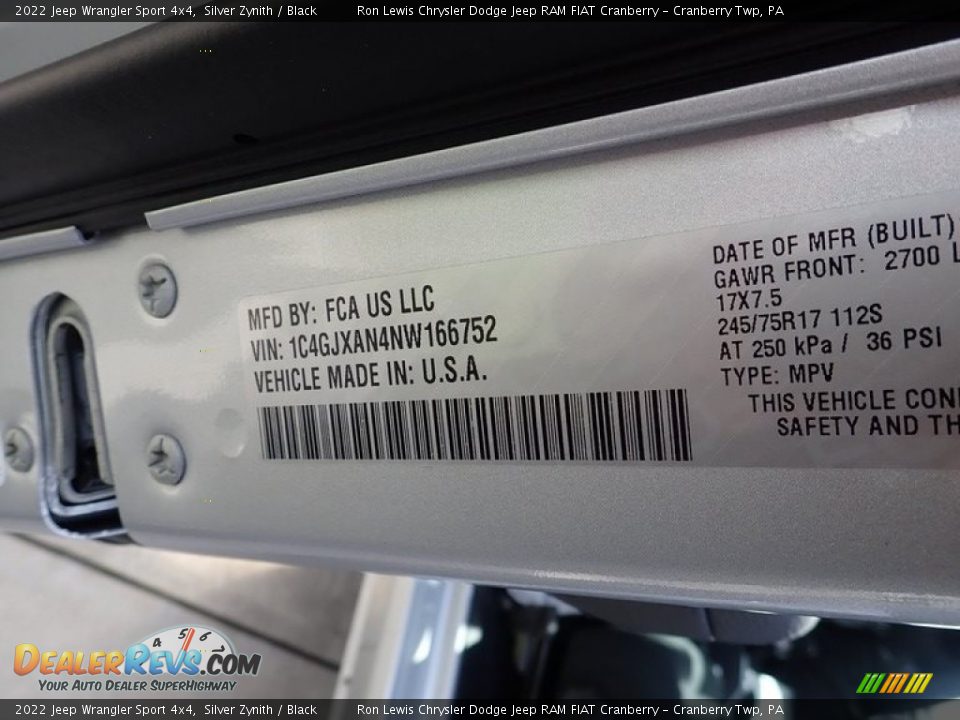 2022 Jeep Wrangler Sport 4x4, Silver Zynith / Black Ron Lewis Chrysler Dodge Jeep RAM FIAT Cranberry - Cranberry Twp, PA
MFD BY: FCA US LLC
VIN: 1C4GJXAN4NW166752
VEHICLE MADE IN: U.S.A.
DATE OF MFR (BUILT)
GAWR FRONT: 2700 L
17X7.5
245/75R17 112S
AT 250 kPa / 36 PSI
TYPE: MPV
THIS VEHICLE CON
SAFETY AND TH
4 5 6
DEALERREVS.COM
YOUR AUTO DEALER SUPERHIGHWAY
2022 Jeep Wrangler Sport 4x4, Silver Zynith / Black Ron Lewis Chrysler Dodge Jeep RAM FIAT Cranberry - Cranberry Twp, PA